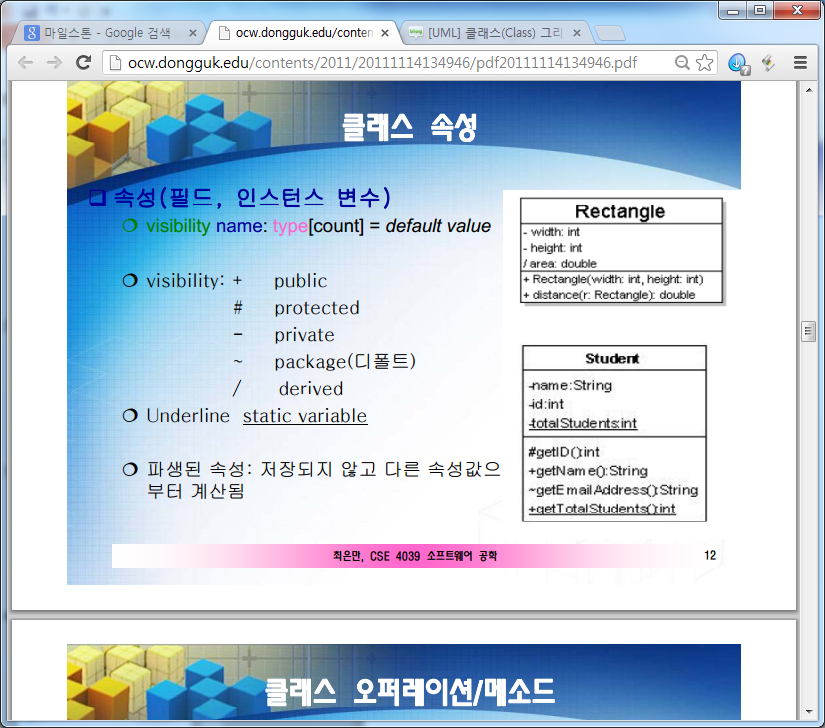 마일스톤 - Google 검색
ocw.dongguk.edu/conten
[UML] 클래스(Class) 그리
ocw.dongguk.edu/contents/2011/20111114134946/pdf20111114134946.pdf
클래스 속성
속성(필드, 인스턴스 변수)
visibility name: type[count] = default value
visibility: + public
# protected
- private
~ package(디폴트)
/ derived
Underline static variable
파생된 속성: 저장되지 않고 다른 속성값으
부터 계산됨
Rectangle
- width: int
- height: int
/ area: double
+ Rectangle(width: int, height: int)
+ distance(r: Rectangle): double
Student
-name:String
-id:int
-totalStudents:int
#getID():int
+getName():String
~getEmailAddress():String
+getTotalStudents():int
최은만, CSE 4039 소프트웨어 공학
12
클래스 오퍼레이션/메소드